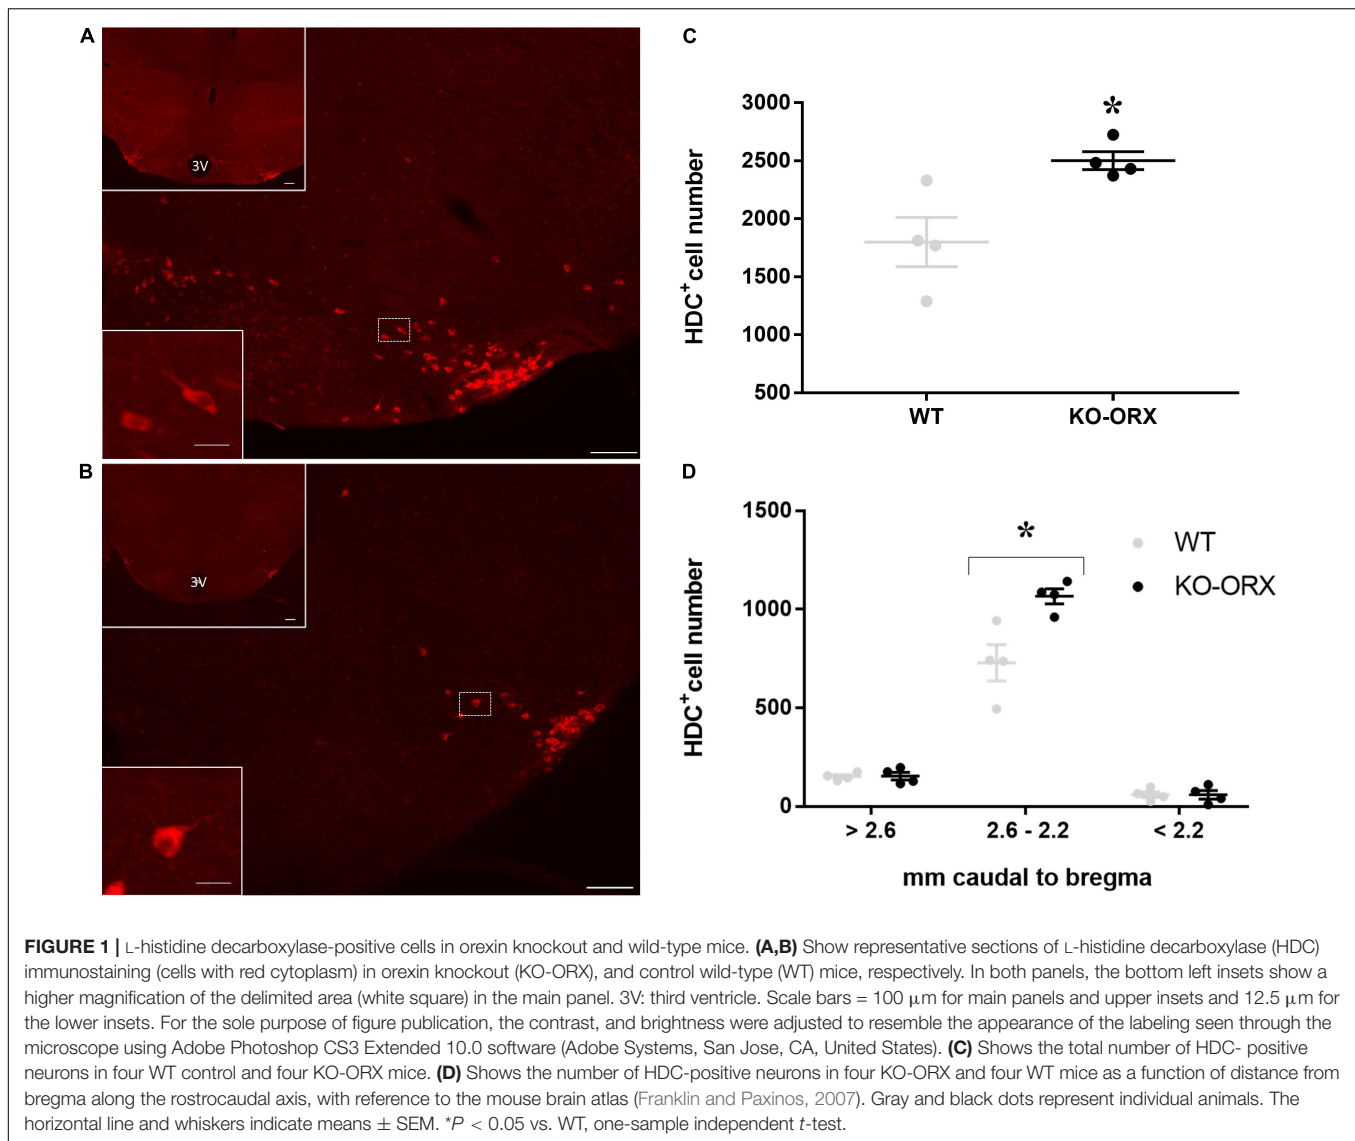 A
3V
B
3V
C
3000
2500
2000
1500
1000
500
HDC+ cell number
*
WT
KO-ORX
D
1500
1000
500
0
HDC+ cell number
*
WT
KO-ORX
> 2.6
2.6 - 2.2
< 2.2
mm caudal to bregma
FIGURE 1 | L-histidine decarboxylase-positive cells in orexin knockout and wild-type mice. (A,B) Show representative sections of L-histidine decarboxylase (HDC)
immunostaining (cells with red cytoplasm) in orexin knockout (KO-ORX), and control wild-type (WT) mice, respectively. In both panels, the bottom left insets show a
higher magnification of the delimited area (white square) in the main panel. 3V: third ventricle. Scale bars = 100 μm for main panels and upper insets and 12.5 μm for
the lower insets. For the sole purpose of figure publication, the contrast, and brightness were adjusted to resemble the appearance of the labeling seen through the
microscope using Adobe Photoshop CS3 Extended 10.0 software (Adobe Systems, San Jose, CA, United States). (C) Shows the total number of HDC- positive
neurons in four WT control and four KO-ORX mice. (D) Shows the number of HDC-positive neurons in four KO-ORX and four WT mice as a function of distance from
bregma along the rostrocaudal axis, with reference to the mouse brain atlas (Franklin and Paxinos, 2007). Gray and black dots represent individual animals. The
horizontal line and whiskers indicate means ± SEM. *P < 0.05 vs. WT, one-sample independent t-test.